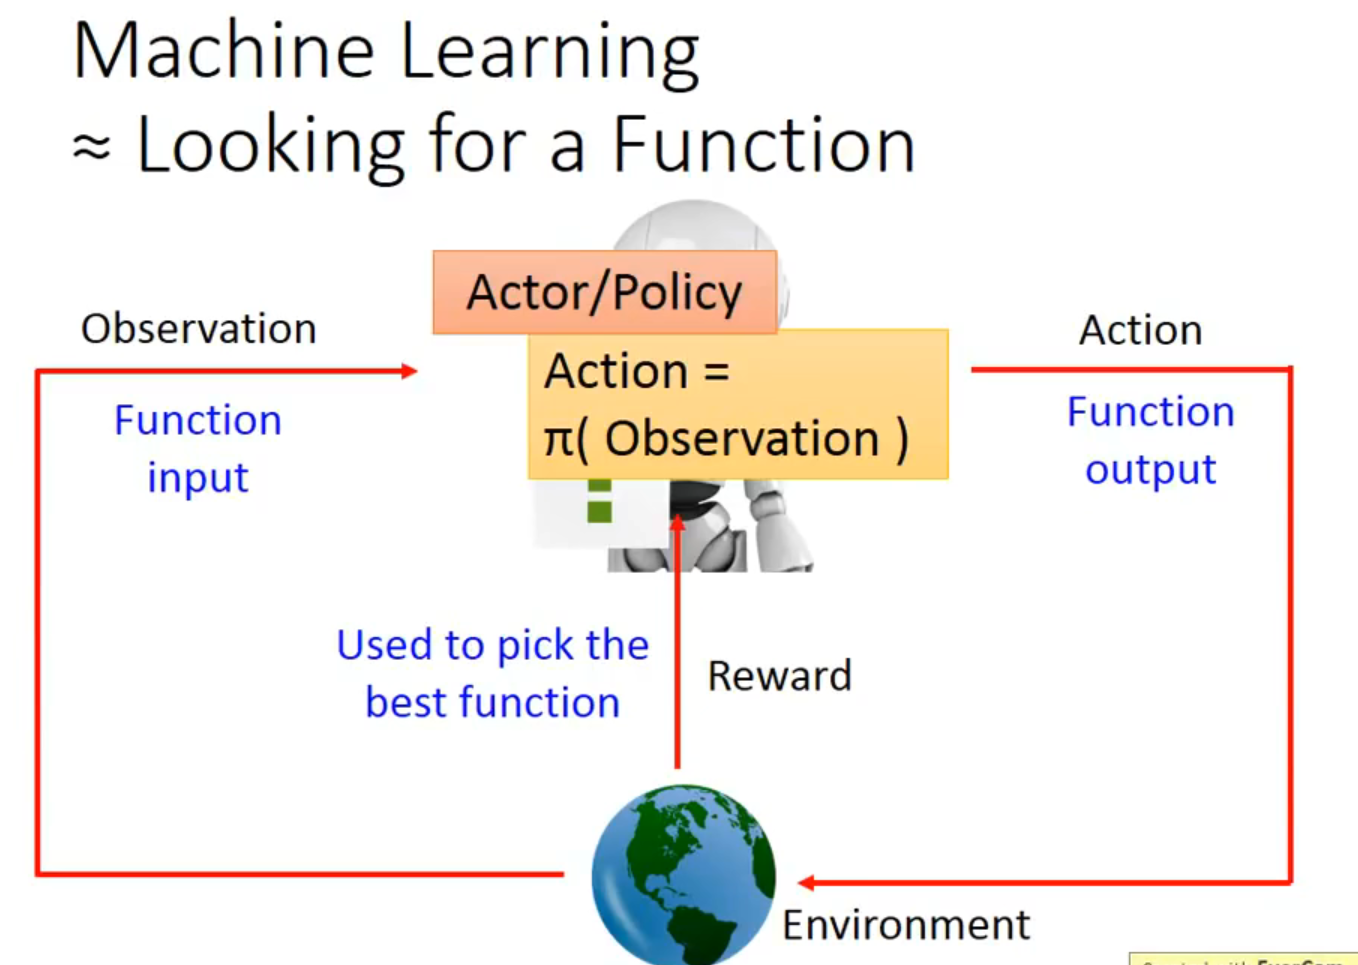 Machine Learning
≈ Looking for a Function
Actor/Policy
Observation
Action =
π( Observation )
Action
Function
input
Function
output
Used to pick the
best function
Reward
Environment